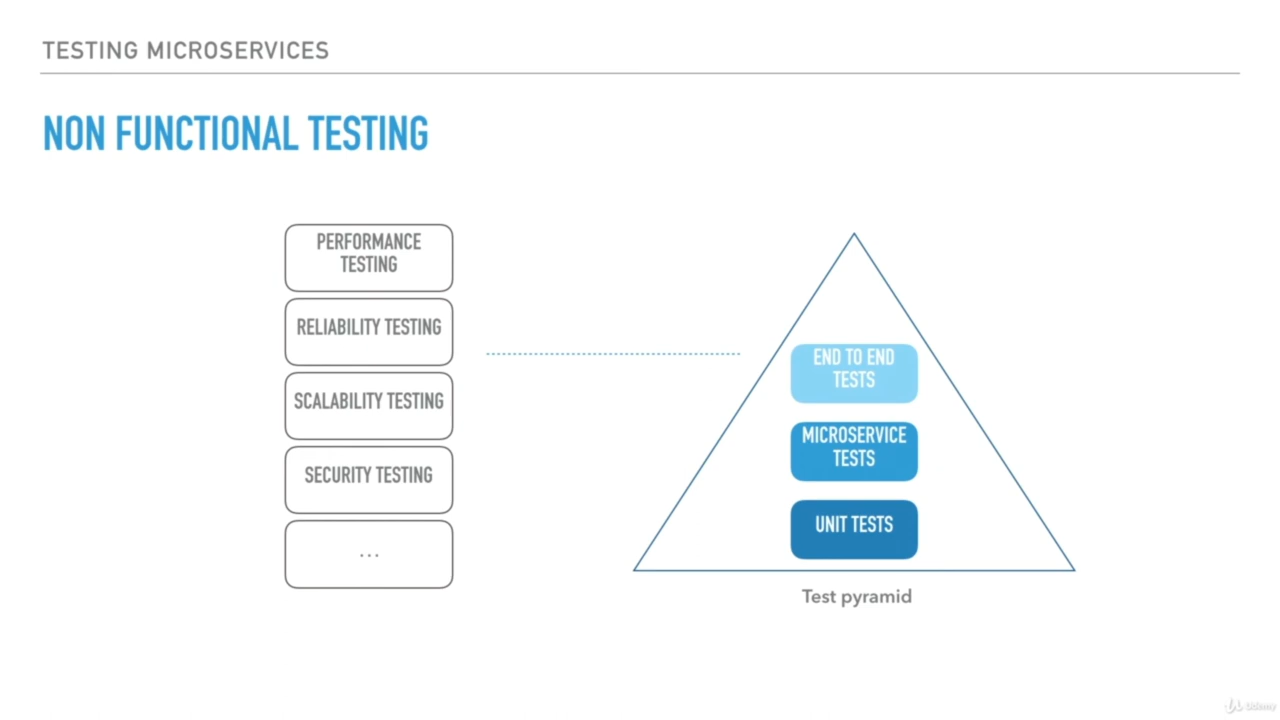 TESTING MICROSERVICES
NON FUNCTIONAL TESTING
PERFORMANCE
TESTING
RELIABILITY TESTING
SCALABILITY TESTING
SECURITY TESTING
...
END TO END
TESTS
MICROSERVICE
TESTS
UNIT TESTS
Test pyramid
Udemy